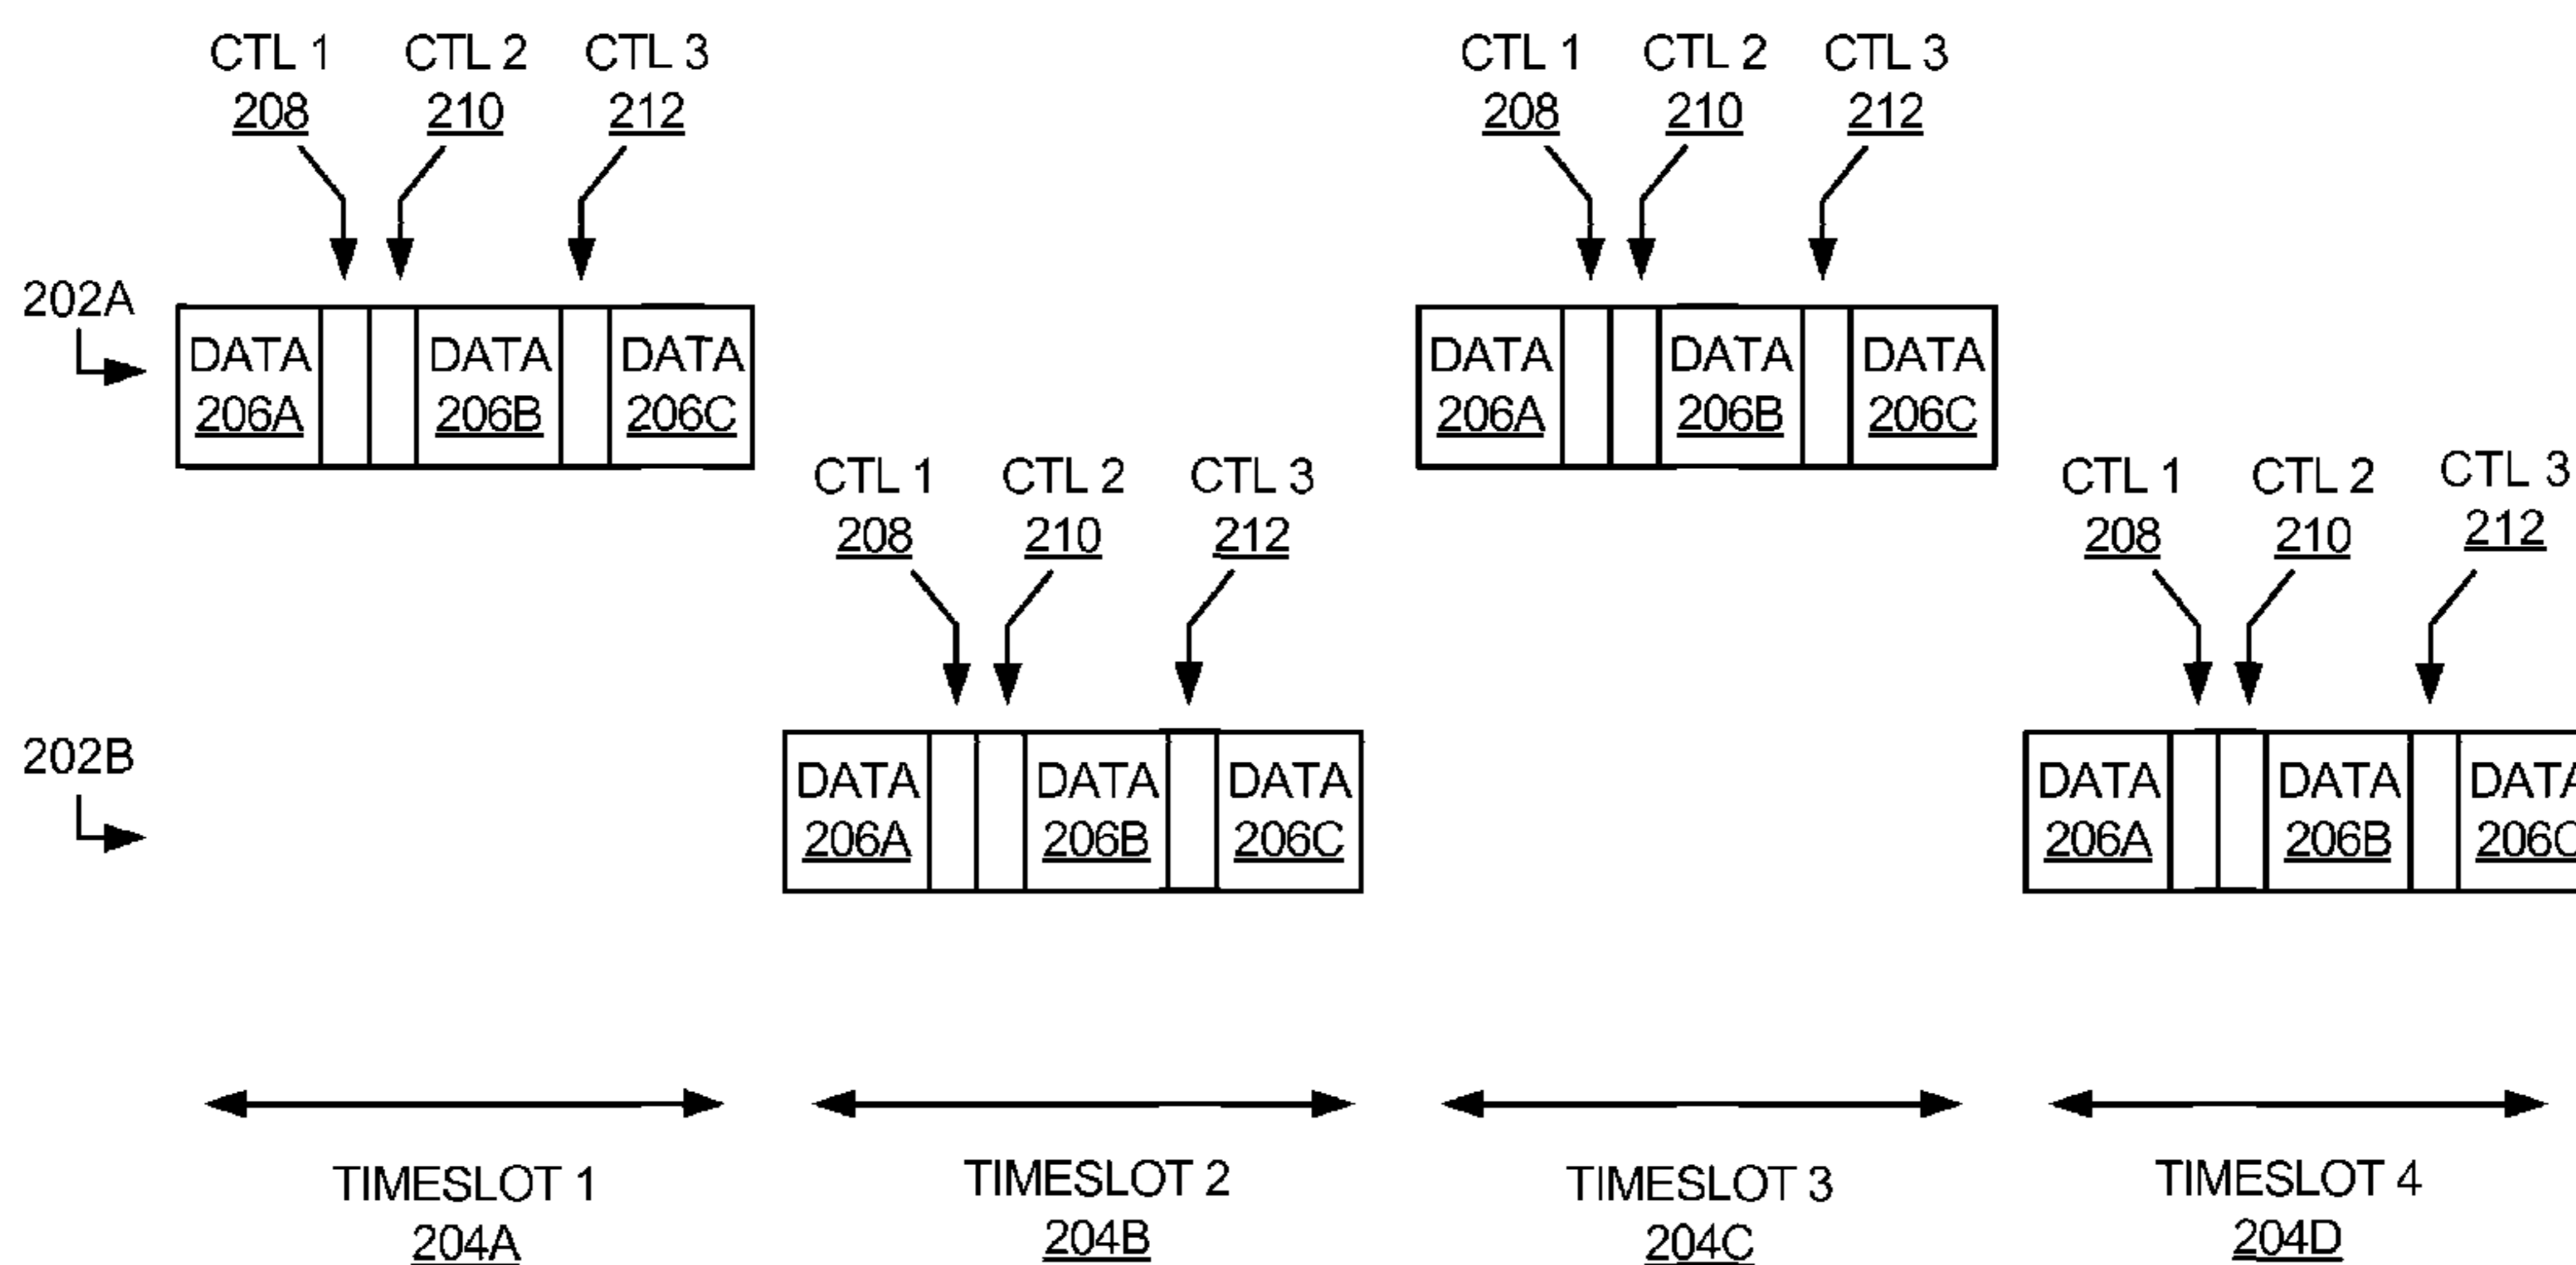 CTL 1 CTL 2 CTL 3 CTL 1 CTL 2 CTL 3
208 210 212 208 210 212
202A
DATA DATA DATA DATA DATA DATA
206A 206B 206C 206A 206B 206C
CTL 1 CTL 2 CTL 3 CTL 1 CTL 2 CTL 3
208 210 212 208 210 212
202B
DATA DATA DATA DATA DATA DATA
206A 206B 206C 206A 206B 206C
TIMESLOT 1 TIMESLOT 2 TIMESLOT 3 TIMESLOT 4
204A 204B 204C 204D